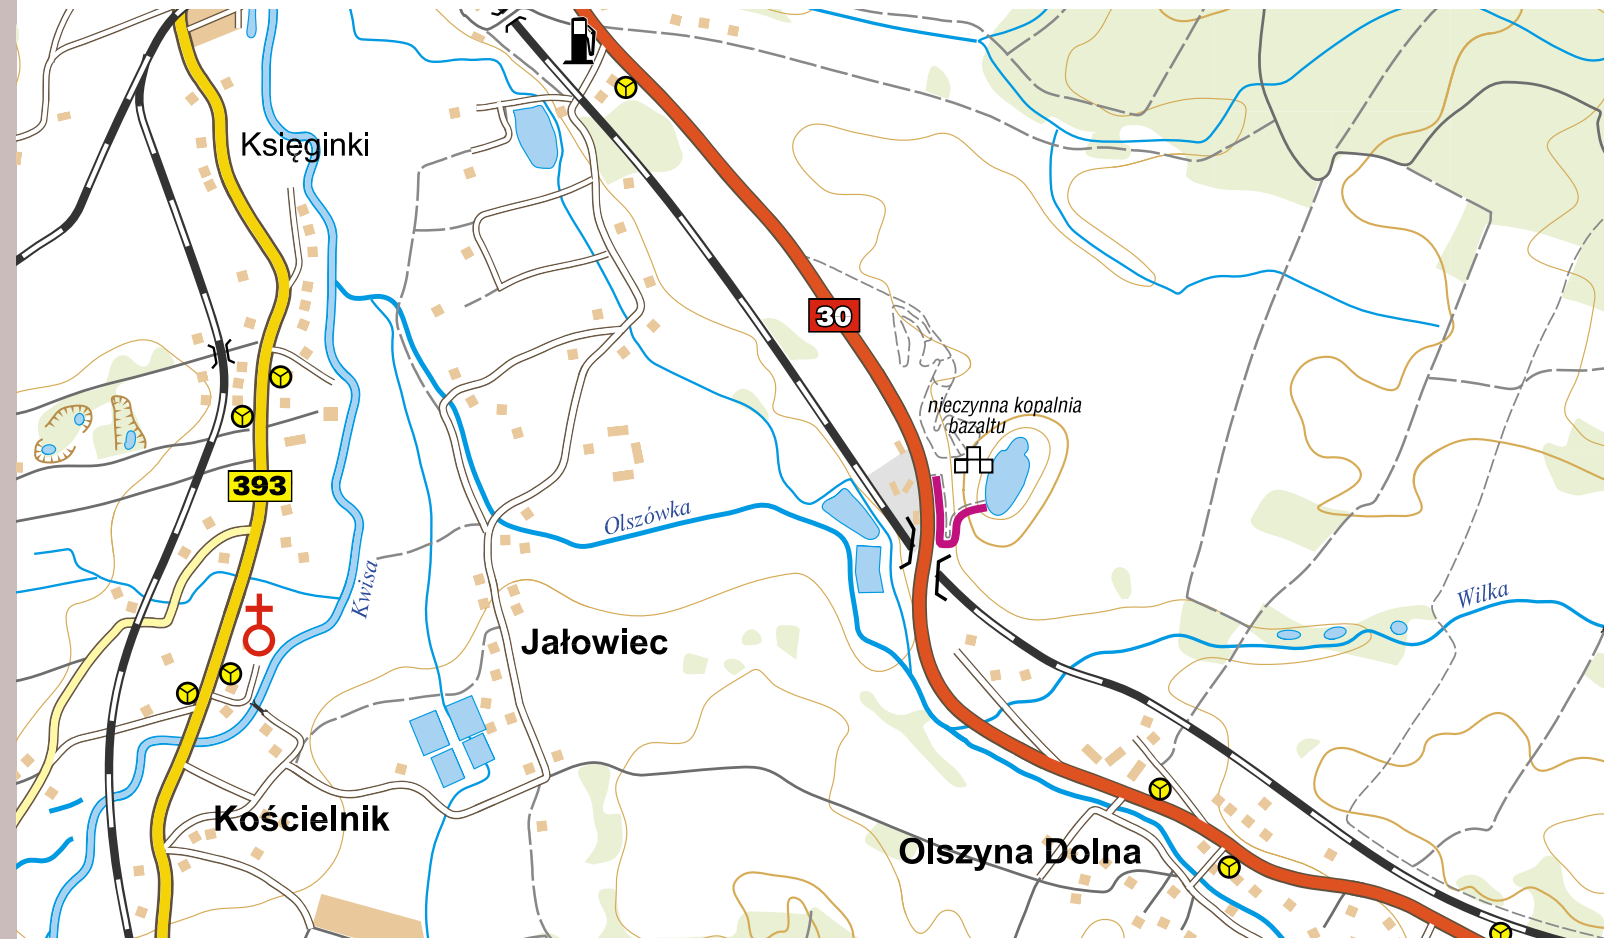 Księginki
30
nieczynna kopalnia
bazaltu
393
Olszówka
Kwisa
Wilka
Jałowiec
Kościelnik
Olszyna Dolna